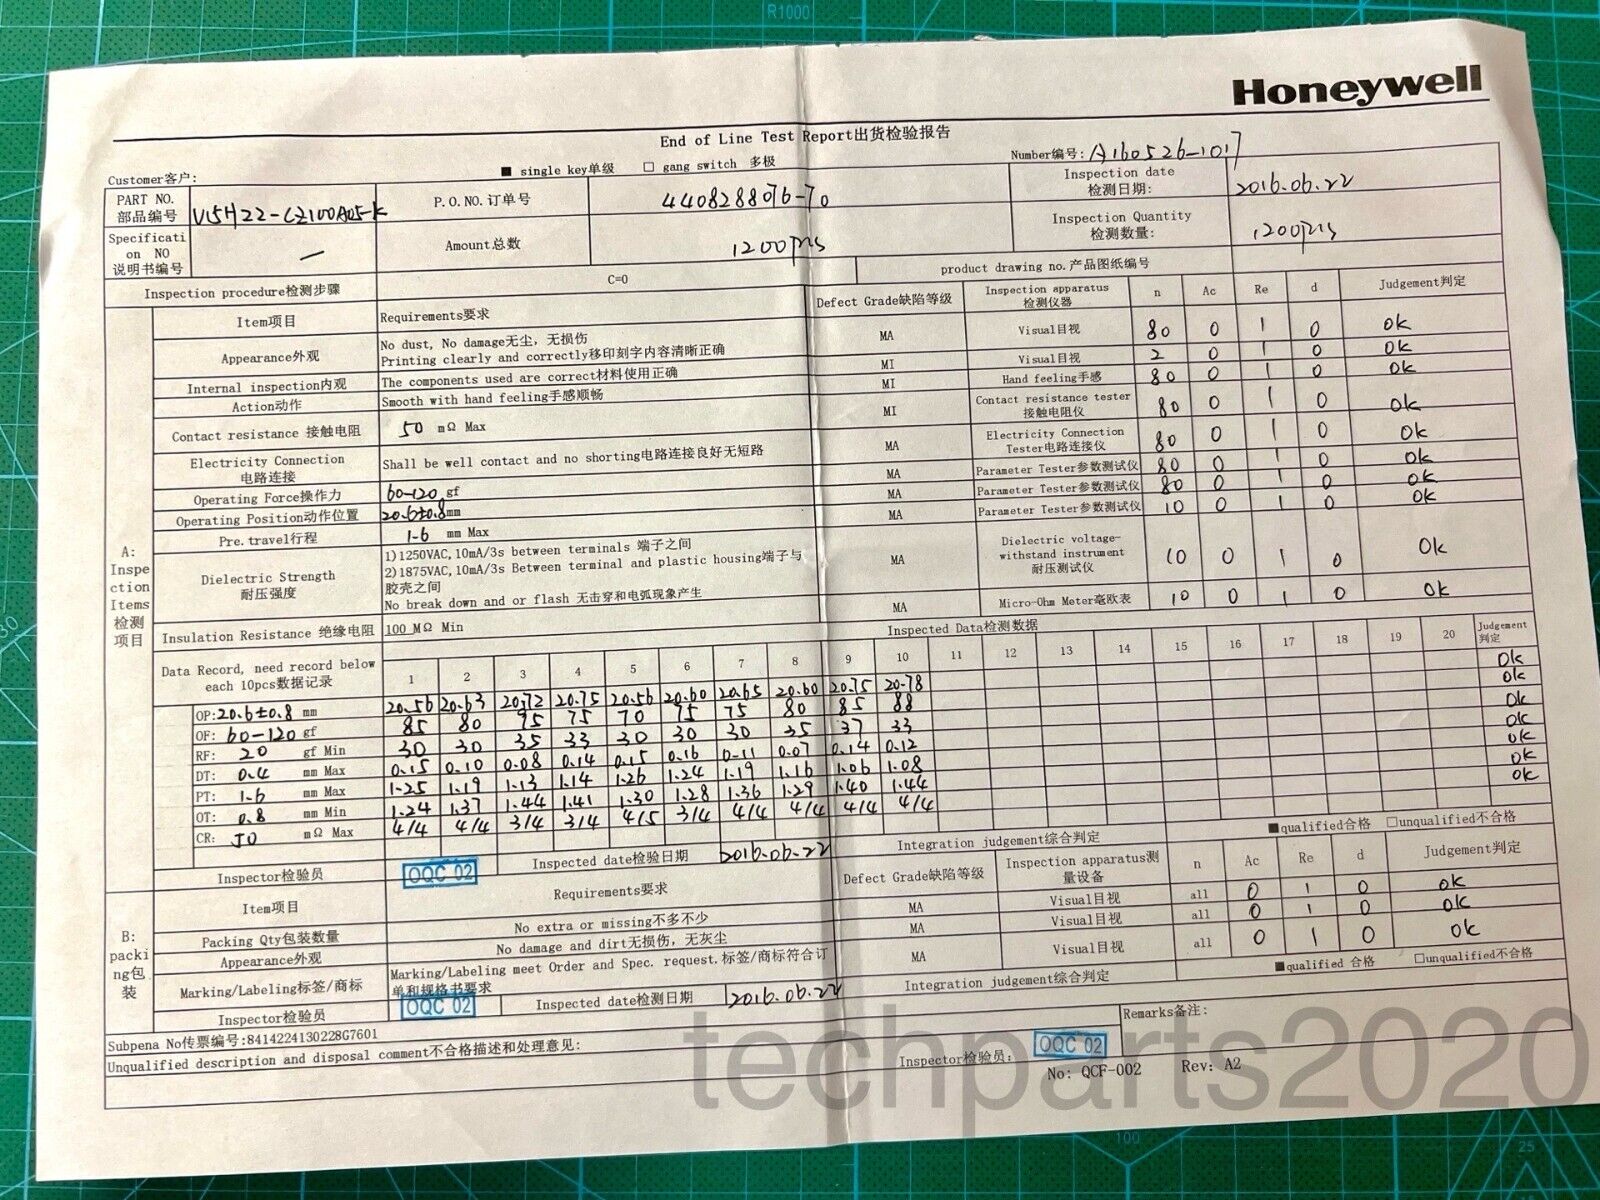 R1000
Honeywell
End of Line Test Report出货检验报告
Customer客户: ■ single key单级 □ gang switch 多极 Number编号: A160526-1017
PART NO. 部品编号 V15H22-CZ100A05-K P.O.NO.订单号 4408288076-70 Inspection date 检测日期: 2016.06.22
Specification NO 说明书编号 — Amount总数 1200pns Inspection Quantity 检测数量: 1200pns
Inspection procedure检测步骤 C=0 product drawing no.产品图纸编号
A: Inspection Items 检测项目
Item项目 Requirements要求 Defect Grade缺陷等级 Inspection apparatus 检测仪器 n Ac Re d Judgement判定
Appearance外观 No dust, No damage无尘, 无损伤
Printing clearly and correctly移印刻字内容清晰正确 MA Visual目视 80 0 1 0 ok
Internal inspection内观 The components used are correct材料使用正确 MI Visual目视 2 0 1 0 ok
Action动作 Smooth with hand feeling手感顺畅 MI Hand feeling手感 80 0 1 0 ok
Contact resistance 接触电阻 50 mΩ Max MI Contact resistance tester 接触电阻仪 80 0 1 0 ok
Electricity Connection 电路连接 Shall be well contact and no shorting电路连接良好无短路 MA Electricity Connection Tester电路连接仪 80 0 1 0 ok
Operating Force操作力 60-120 gf MA Parameter Tester参数测试仪 80 0 1 0 ok
Operating Position动作位置 20.6±0.8mm MA Parameter Tester参数测试仪 80 0 1 0 ok
Pre.travel行程 1.6 mm Max MA Parameter Tester参数测试仪 10 0 1 0 ok
Dielectric Strength 耐压强度 1)1250VAC,10mA/3s between terminals 端子之间
2)1875VAC,10mA/3s Between terminal and plastic housing端子与胶壳之间
No break down and or flash 无击穿和电弧现象产生 MA Dielectric voltage-withstand instrument 耐压测试仪 10 0 1 0 ok
Insulation Resistance 绝缘电阻 100 MΩ Min MA Micro-Ohm Meter毫欧表 10 0 1 0 ok
Data Record, need record below each 10pcs数据记录 Inspected Data检测数据 Judgement 判定
1 2 3 4 5 6 7 8 9 10 11 12 13 14 15 16 17 18 19 20
OP:20.6±0.8 mm 20.56 20.63 20.72 20.75 20.56 20.60 20.65 20.60 20.75 20.78 ok
OF: 60-120 gf 85 80 75 75 70 75 75 80 85 88 ok
RF: 20 gf Min 30 30 35 33 30 30 30 35 37 33 ok
DT: 0.4 mm Max 0.15 0.10 0.08 0.14 0.15 0.16 0.11 0.07 0.14 0.12 ok
PT: 1.6 mm Max 1.25 1.19 1.13 1.14 1.26 1.24 1.19 1.16 1.06 1.08 ok
OT: 0.8 mm Min 1.24 1.37 1.44 1.41 1.30 1.28 1.36 1.29 1.40 1.44 ok
CR: 50 mΩ Max 4/4 4/4 3/4 3/4 4/5 3/4 4/4 4/4 4/4 4/4 ok
Inspector检验员 OQC 02 Inspected date检验日期 2016.06.22 Integration judgement综合判定 ■qualified合格 □unqualified不合格
B: packing包装
Item项目 Requirements要求 Defect Grade缺陷等级 Inspection apparatus测量设备 n Ac Re d Judgement判定
Packing Qty包装数量 No extra or missing不多不少 MA Visual目视 all 0 1 0 ok
Appearance外观 No damage and dirt无损伤, 无灰尘 MA Visual目视 all 0 1 0 ok
Marking/Labeling标签/商标 Marking/Labeling meet Order and Spec. request,标签/商标符合订单和规格书要求 MA Visual目视 all 0 1 0 ok
Inspector检验员 OQC 02 Inspected date检测日期 2016.06.22 Integration judgement综合判定 ■qualified 合格 □unqualified不合格
Subpena No传票编号:8414224130228G7601 Remarks备注:
Unqualified description and disposal comment不合格描述和处理意见:
Inspector检验员: OQC 02
No: QCF-002 Rev: A2
techparts2020
100
25
30